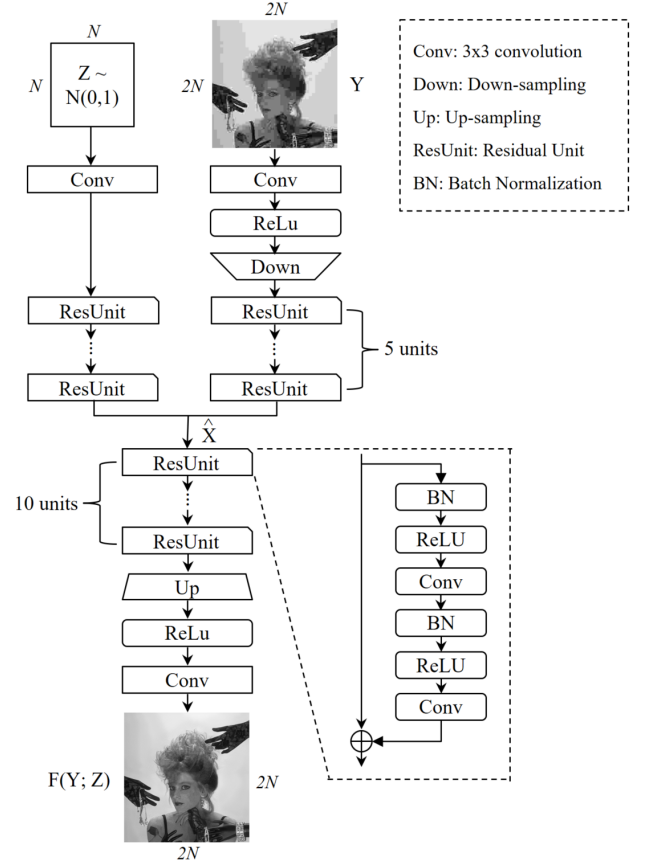 N
N
Z ~
N(0,1)
2N
2N
Y
Conv: 3x3 convolution
Down: Down-sampling
Up: Up-sampling
ResUnit: Residual Unit
BN: Batch Normalization
Conv
Conv
ReLu
Down
ResUnit
ResUnit
5 units
ResUnit
ResUnit
X̂
ResUnit
10 units
ResUnit
Up
ReLu
Conv
BN
ReLU
Conv
BN
ReLU
Conv
F(Y; Z)
2N
2N